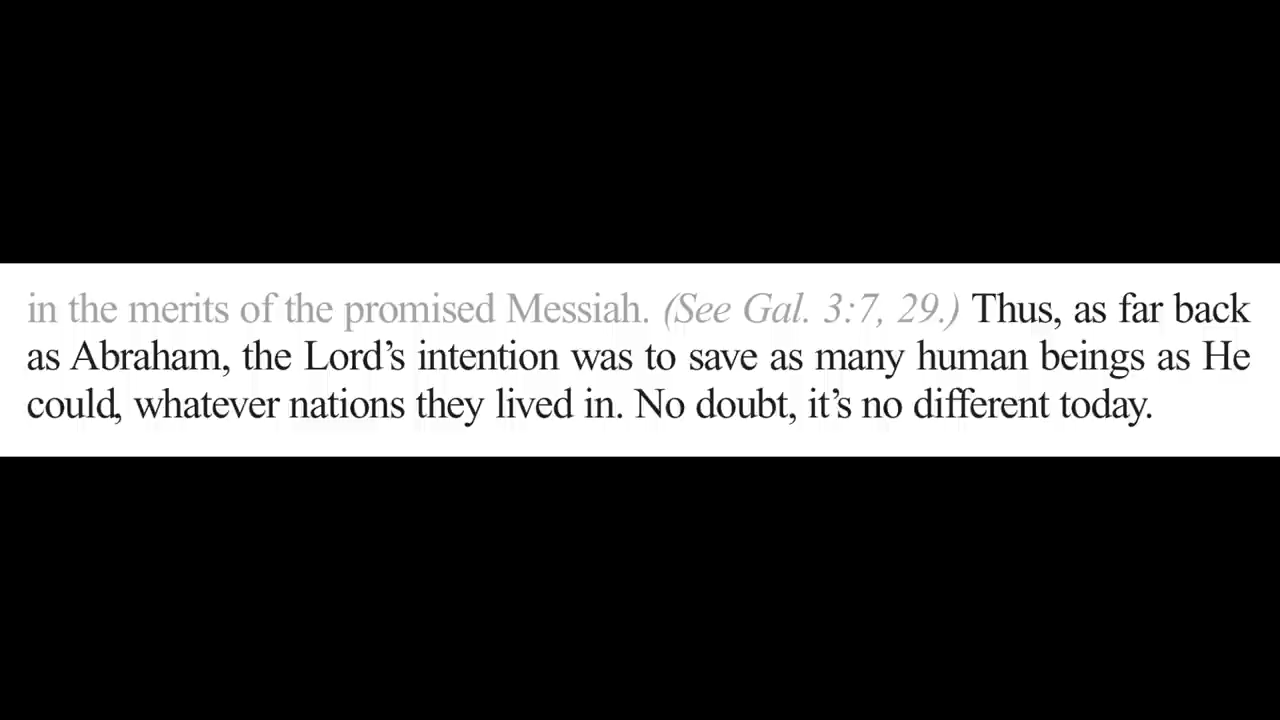 in the merits of the promised Messiah. (See Gal. 3:7, 29.) Thus, as far back
as Abraham, the Lord’s intention was to save as many human beings as He
could, whatever nations they lived in. No doubt, it’s no different today.